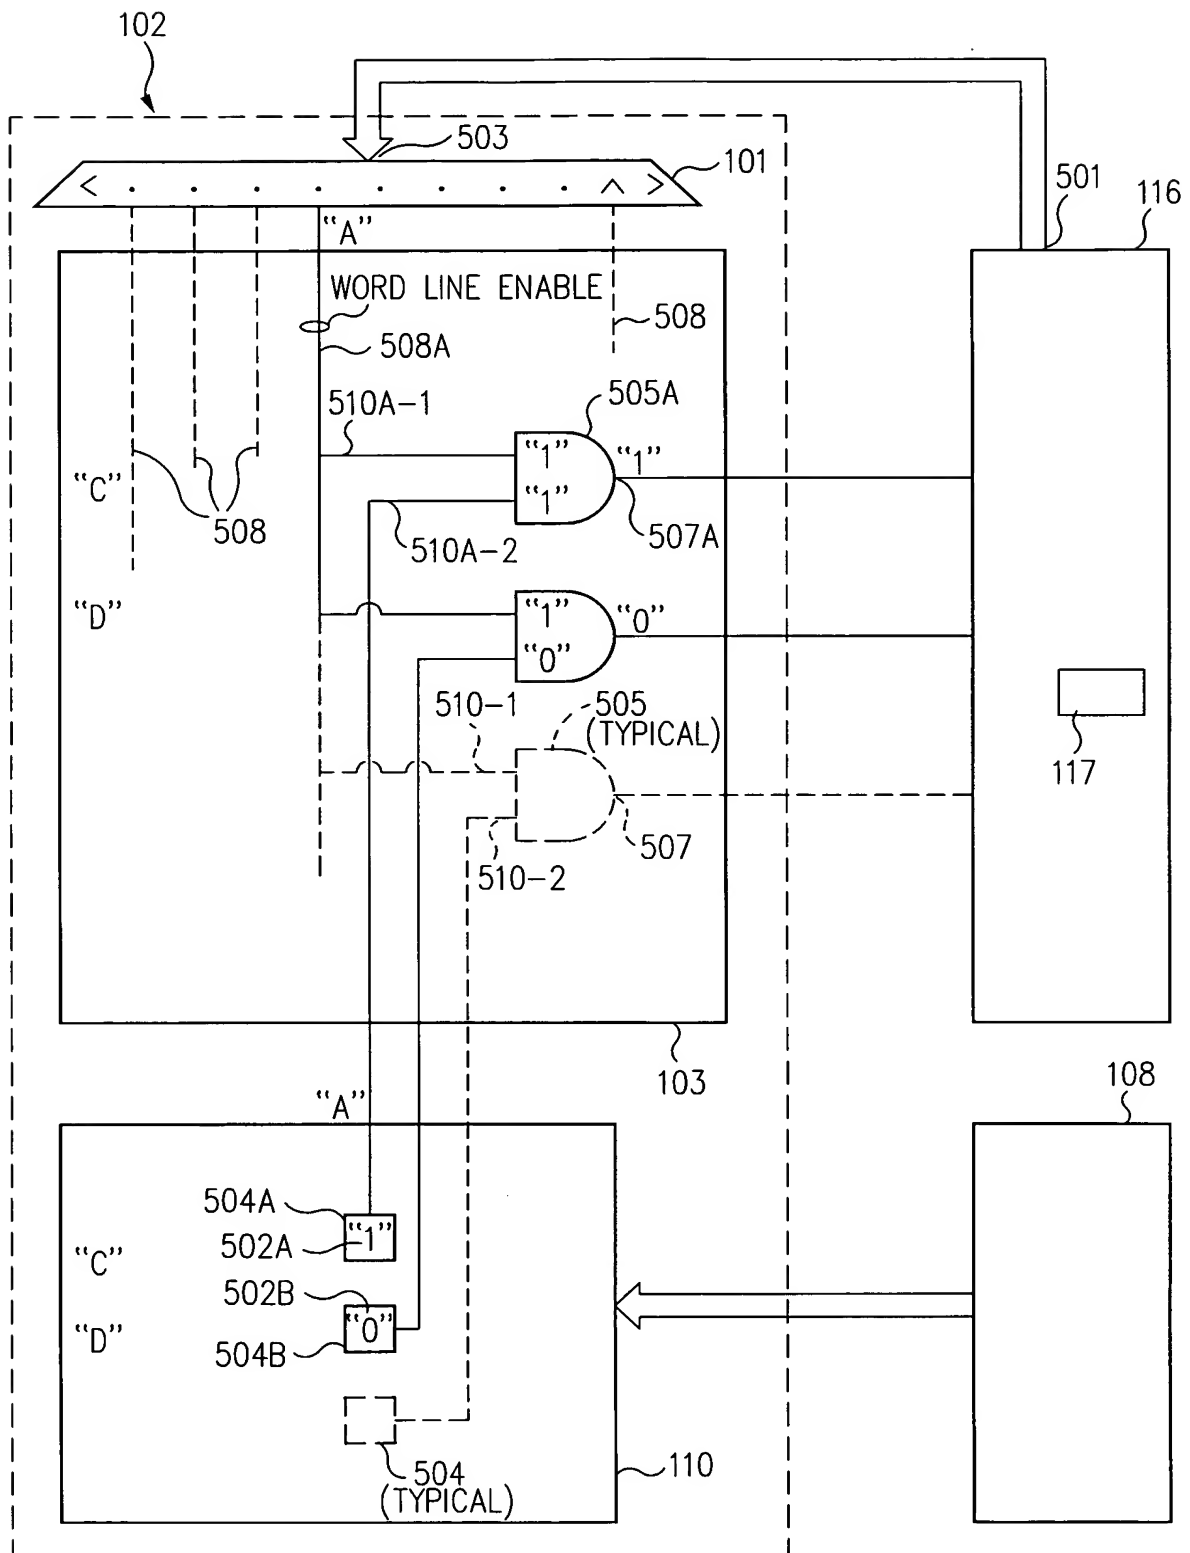 102
503
101
501
116
< . . . . . . . . ^ >
“A”
WORD LINE ENABLE
508
508A
510A-1
505A
“1”
“1”
“1”
“C”
508
510A-2
507A
“D”
“1”
“0”
“0”
510-1
505
(TYPICAL)
117
507
510-2
103
“A”
108
504A
“1”
“C”
502A
502B
“0”
“D”
504B
504
(TYPICAL)
110